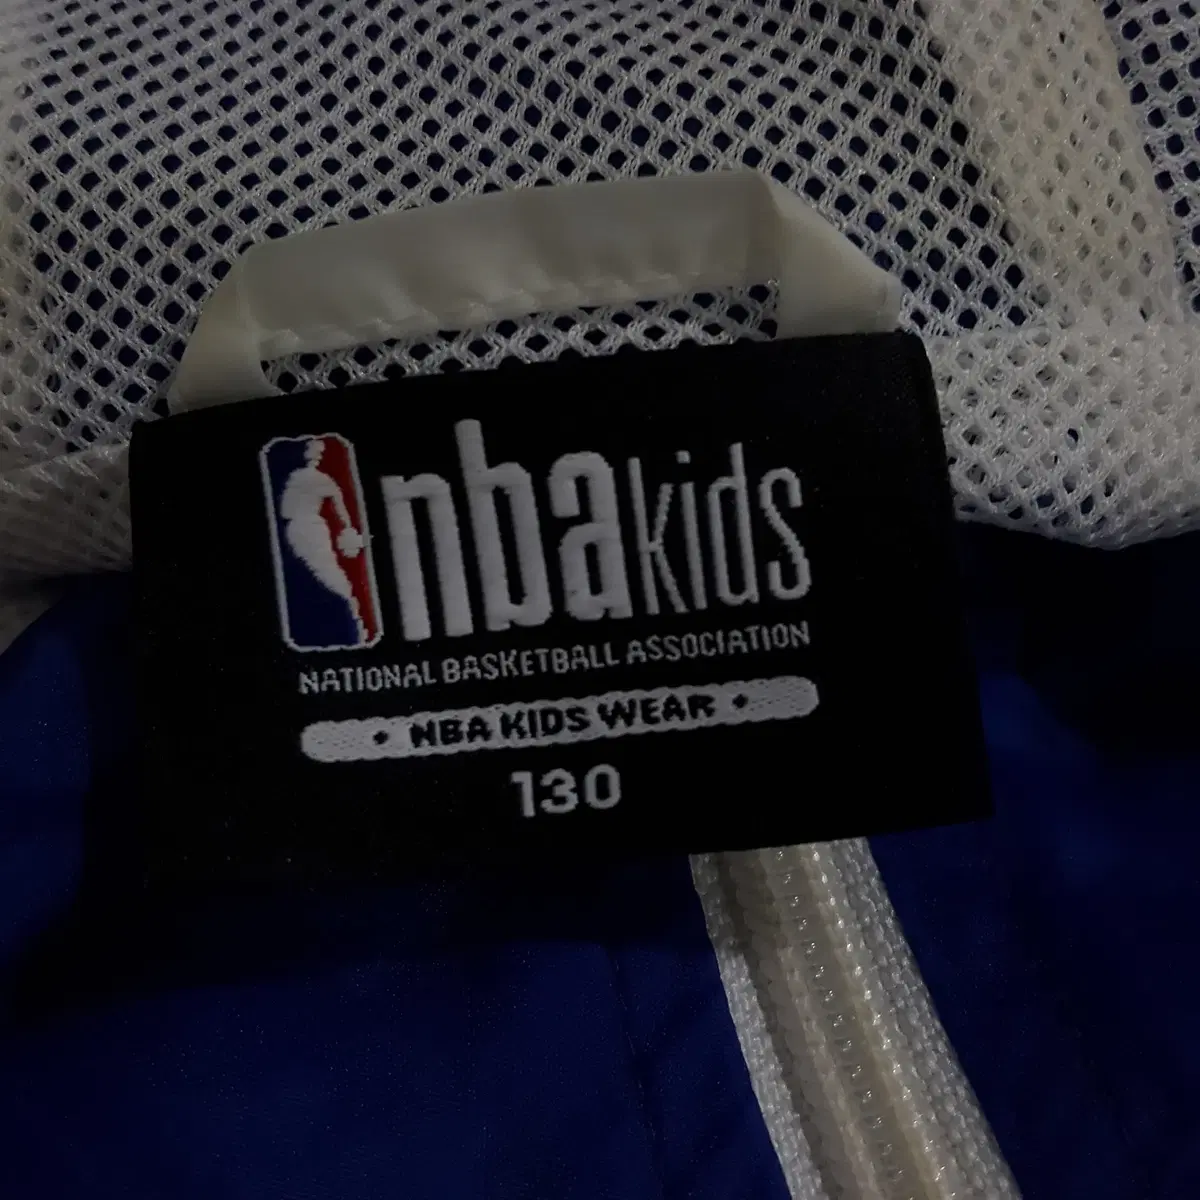 nbakids
NATIONAL BASKETBALL ASSOCIATION
• NBA KIDS WEAR •
130